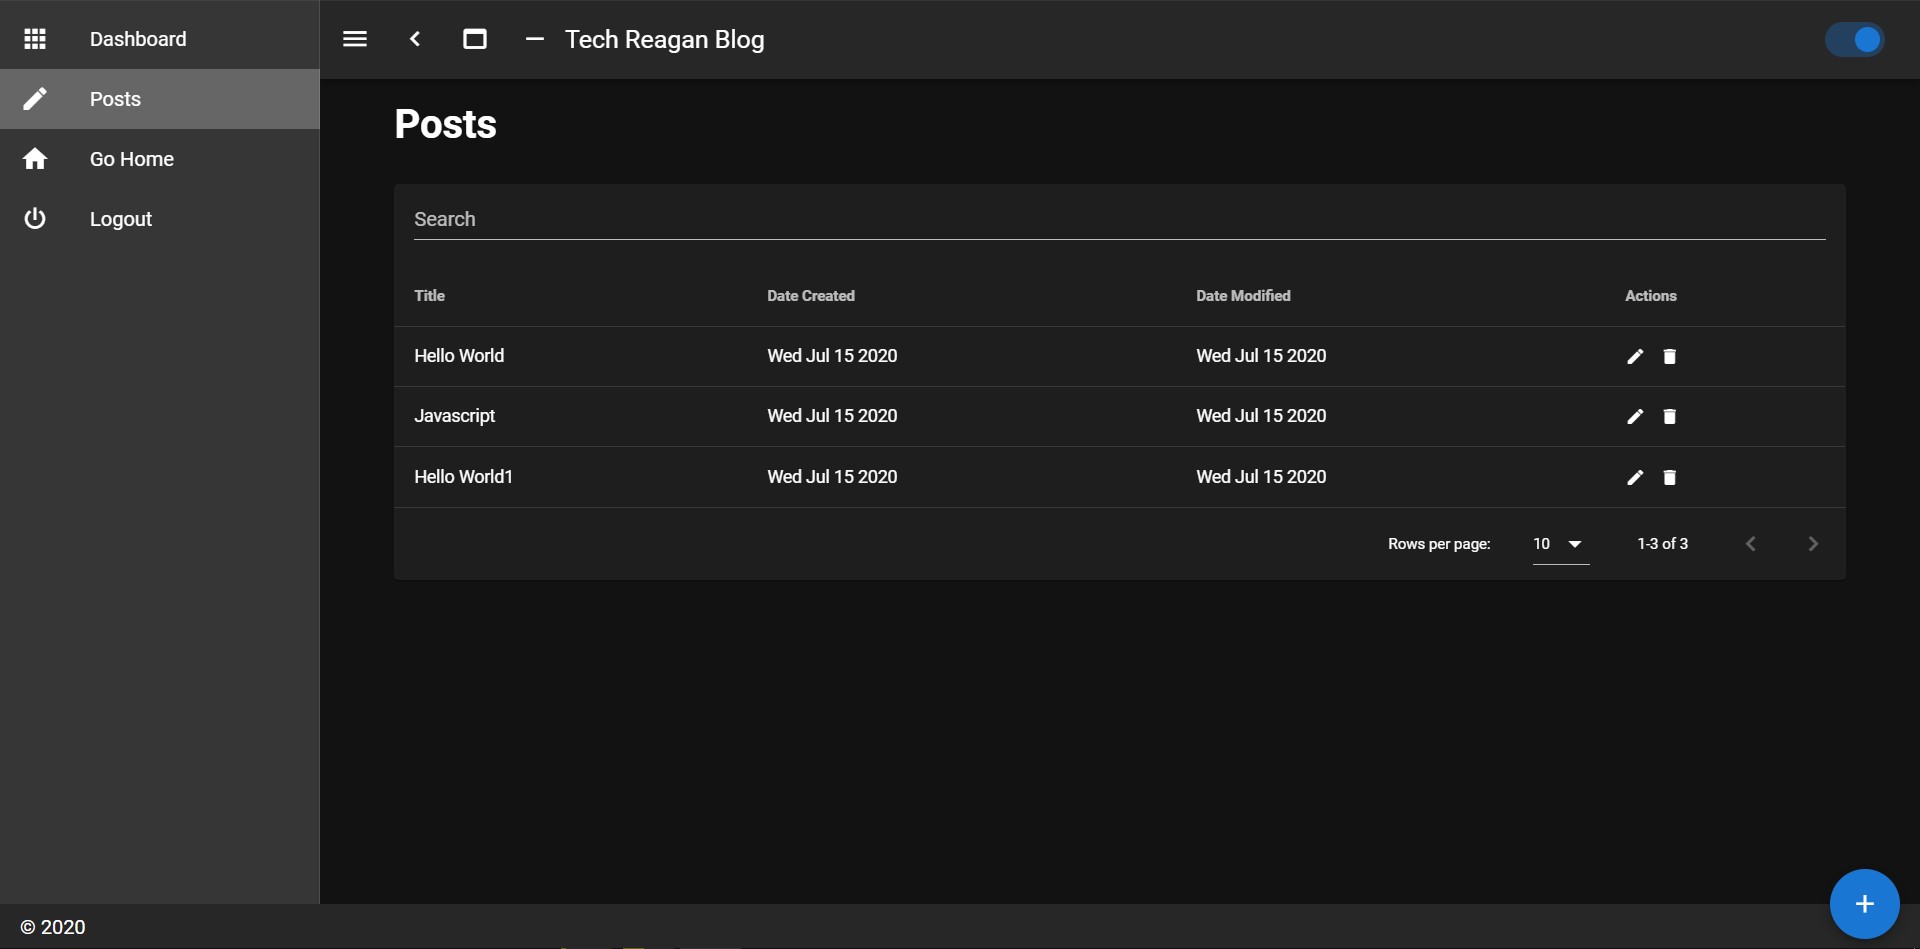 Dashboard
Posts
Go Home
Logout
Tech Reagan Blog
Posts
Search
Title Date Created Date Modified Actions
Hello World Wed Jul 15 2020 Wed Jul 15 2020
Javascript Wed Jul 15 2020 Wed Jul 15 2020
Hello World1 Wed Jul 15 2020 Wed Jul 15 2020
Rows per page: 10 1-3 of 3
© 2020